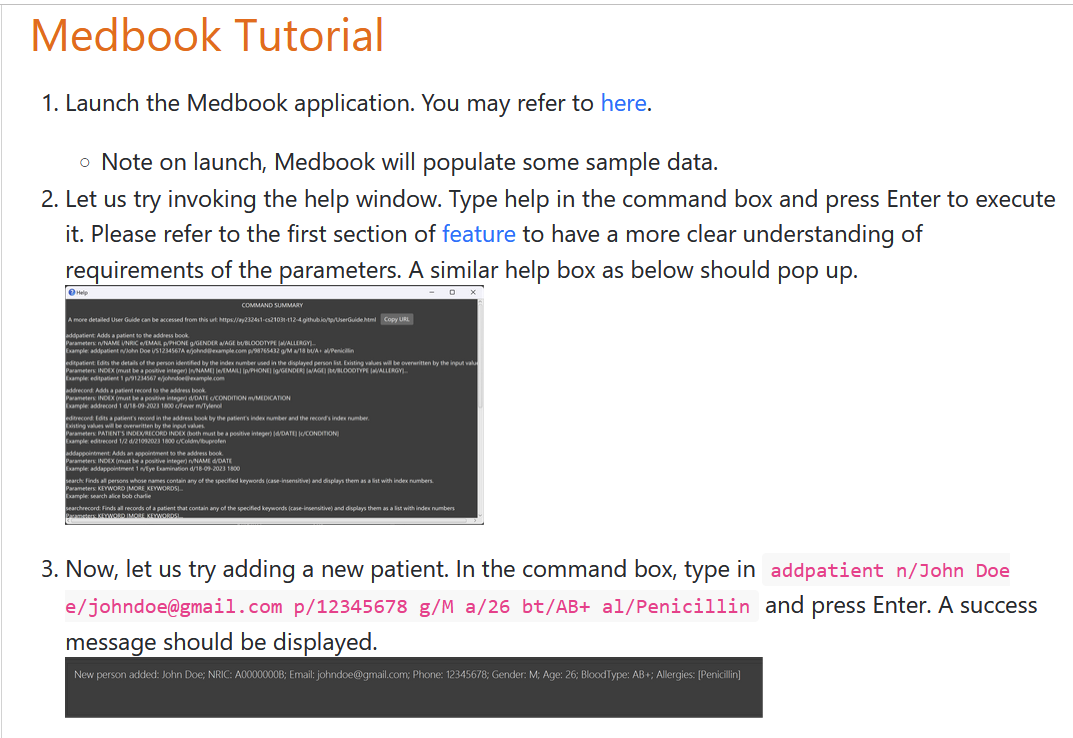 Medbook Tutorial
1. Launch the Medbook application. You may refer to here.
○ Note on launch, Medbook will populate some sample data.
2. Let us try invoking the help window. Type help in the command box and press Enter to execute
it. Please refer to the first section of feature to have a more clear understanding of
requirements of the parameters. A similar help box as below should pop up.
Help
COMMAND SUMMARY
A more detailed User Guide can be accessed from this url: https://ay2324s1-cs2103t-t12-4.github.io/tp/UserGuide.html Copy URL
addpatient: Adds a patient to the address book.
Parameters: n/NAME i/NRIC e/EMAIL p/PHONE g/GENDER a/AGE bt/BLOODTYPE [al/ALLERGY]...
Example: addpatient n/John Doe i/S1234567A e/johnd@example.com p/98765432 g/M a/18 bt/A+ al/Penicillin
editpatient: Edits the details of the person identified by the index number used in the displayed person list. Existing values will be overwritten by the input value
Parameters: INDEX (must be a positive integer) [n/NAME] [e/EMAIL] [p/PHONE] [g/GENDER] [a/AGE] [bt/BLOODTYPE [al/ALLERGY]...
Example: editpatient 1 p/91234567 e/johndoe@example.com
addrecord: Adds a patient record to the address book.
Parameters: INDEX (must be a positive integer) d/DATE c/CONDITION m/MEDICATION
Example: addrecord 1 d/18-09-2023 1800 c/Fever m/Tylenol
editrecord: Edits a patient's record in the address book by the patient's index number and the record's index number.
Existing values will be overwritten by the input values.
Parameters: PATIENT'S INDEX/RECORD INDEX (both must be a positive integer) [d/DATE] [c/CONDITION]
Example: editrecord 1/2 d/21092023 1800 c/Coldm/Ibuprofen
addappointment: Adds an appointment to the address book.
Parameters: INDEX (must be a positive integer) n/NAME d/DATE
Example: addappointment 1 n/Eye Examination d/18-09-2023 1800
search: Finds all persons whose names contain any of the specified keywords (case-insensitive) and displays them as a list with index numbers.
Parameters: KEYWORD [MORE_KEYWORDS]...
Example: search alice bob charlie
searchrecord: Finds all records of a patient that contain any of the specified keywords (case-insensitive) and displays them as a list with index numbers
Parameters: KEYWORD [MORE_KEYWORDS]...
3. Now, let us try adding a new patient. In the command box, type in addpatient n/John Doe
e/johndoe@gmail.com p/12345678 g/M a/26 bt/AB+ al/Penicillin and press Enter. A success
message should be displayed.
New person added: John Doe; NRIC: A0000000B; Email: johndoe@gmail.com; Phone: 12345678; Gender: M; Age: 26; BloodType: AB+; Allergies: [Penicillin]